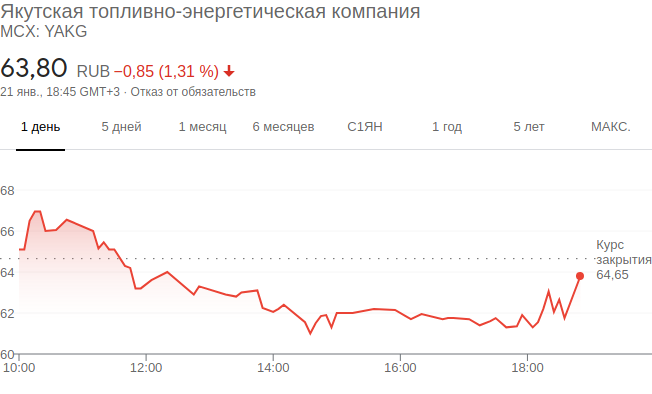 Якутская топливно-энергетическая компания
MCX: YAKG
63,80 RUB −0,85 (1,31 %)
21 янв., 18:45 GMT+3 · Отказ от обязательств
1 день 5 дней 1 месяц 6 месяцев С1ЯН 1 год 5 лет МАКС.
68
66
64
62
60
Курс
закрытия
64,65
10:00 12:00 14:00 16:00 18:00